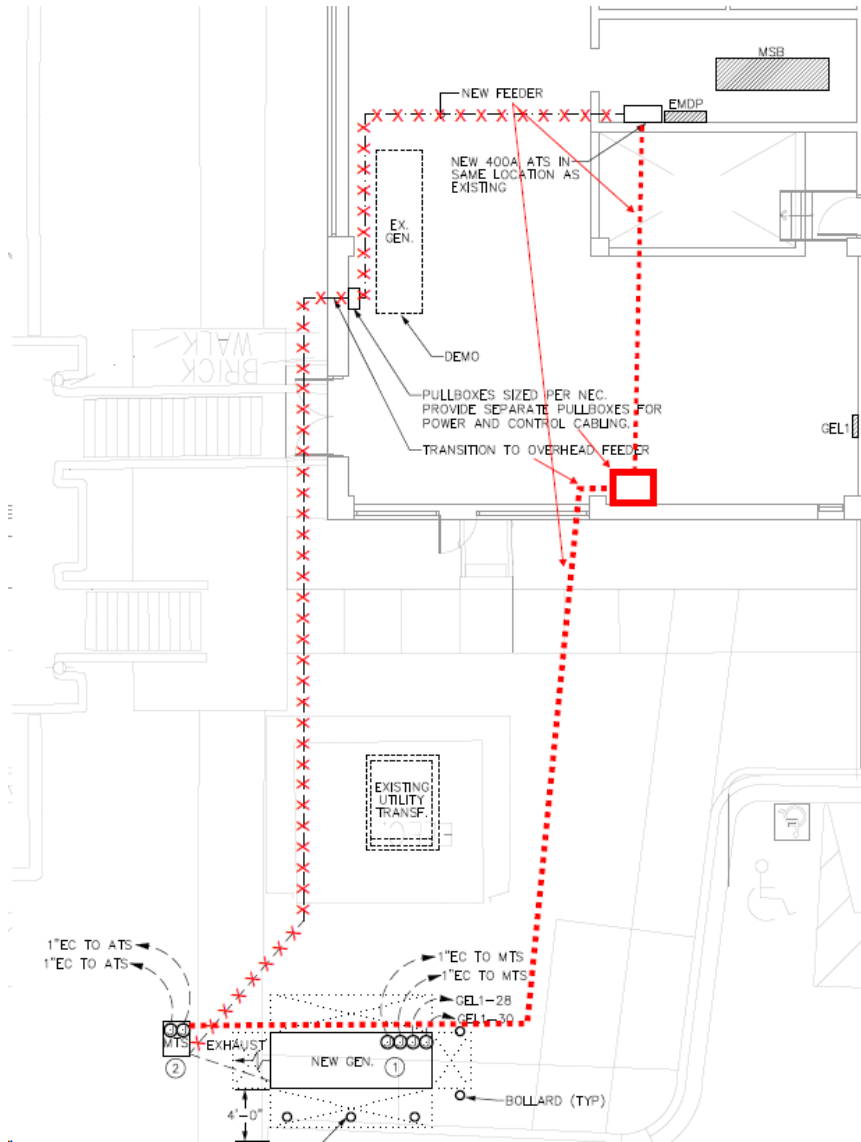 MSB
NEW FEEDER
EMDP
NEW 400A ATS IN
SAME LOCATION AS
EXISTING
EX.
GEN.
BRICK
WALK
DEMO
PULLBOXES SIZED PER NEC.
PROVIDE SEPARATE PULLBOXES FOR
POWER AND CONTROL CABLING.
GEL1
TRANSITION TO OVERHEAD FEEDER
EXISTING
UTILITY
TRANSF.
1"EC TO ATS
1"EC TO ATS
1"EC TO MTS
1"EC TO MTS
GEL1-28
GEL1-30
MTS
EXHAUST
2
NEW GEN.
1
4'-0"
BOLLARD (TYP)